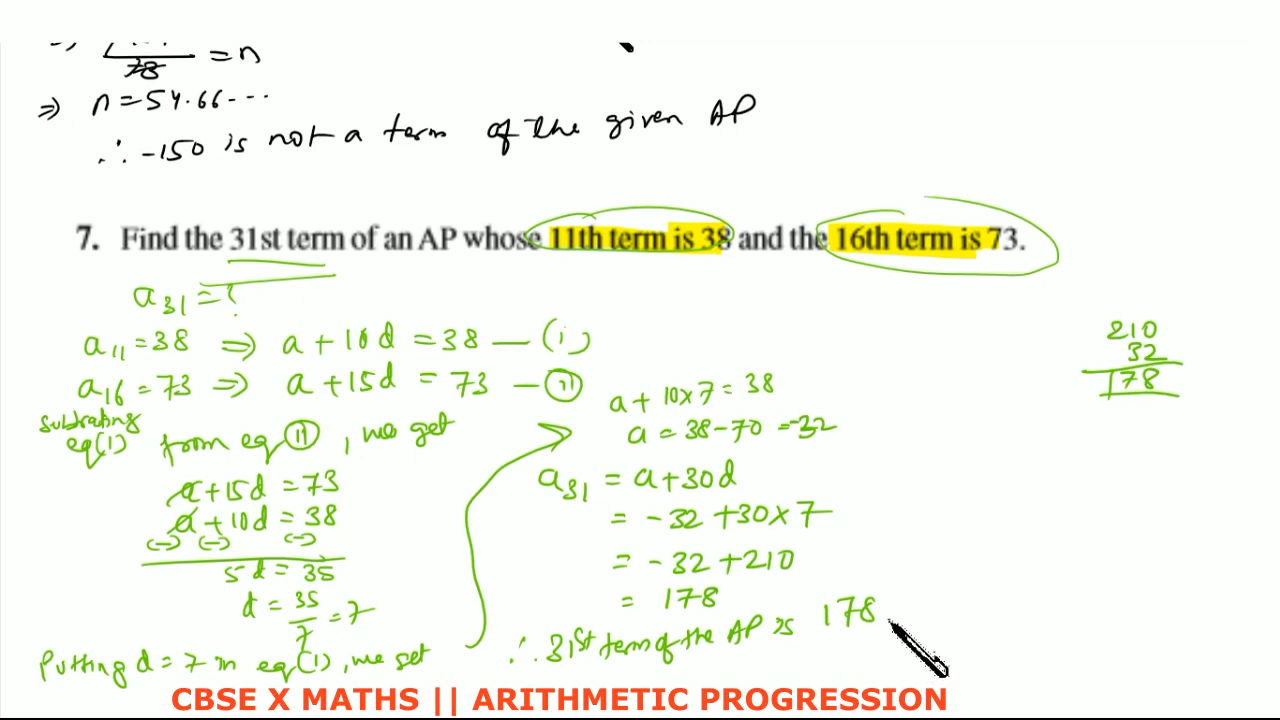 78 = n
⇒ n = 54.66---
∴ -150 is not a term of the given AP
7. Find the 31st term of an AP whose 11th term is 38 and the 16th term is 73.
a31 = ?
a11 = 38 ⇒ a + 10d = 38 — (i)
a16 = 73 ⇒ a + 15d = 73 — (ii)
Subtrating eq(1) from eq (ii), we get
a + 15d = 73
a + 10d = 38
(-) (-) (-)
5d = 35
d = 35/7 = 7
Putting d = 7 in eq(1), we get
a + 10 × 7 = 38
a = 38 - 70 = -32
a31 = a + 30d
= -32 + 30 × 7
= -32 + 210
= 178
∴ 31st term of the AP is 178
210
32
178
CBSE X MATHS || ARITHMETIC PROGRESSION